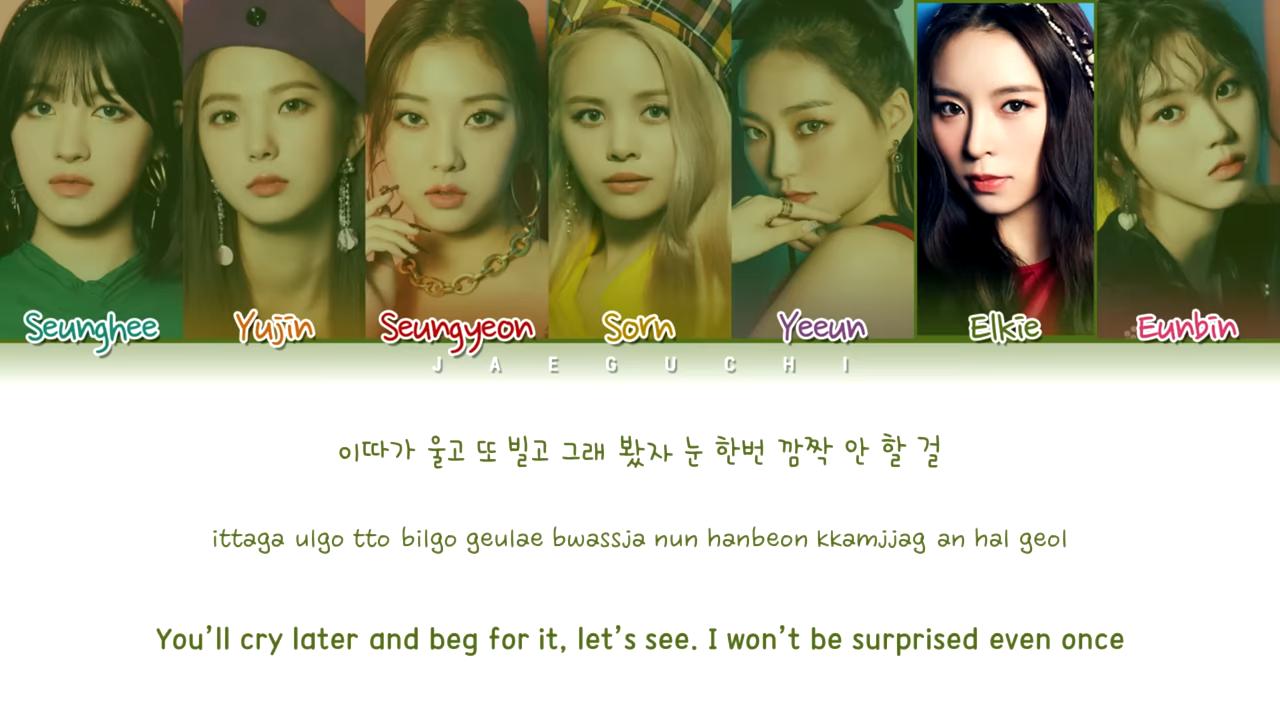 Seunghee Yujin Seungyeon Sorn Yeeun Elkie Eunbin
JAEGUCHI
이따가 울고 또 빌고 그래 봤자 눈 한번 깜짝 안 할 걸
ittaga ulgo tto bilgo geulae bwassja nun hanbeon kkamjjag an hal geol
You'll cry later and beg for it, let's see. I won't be surprised even once